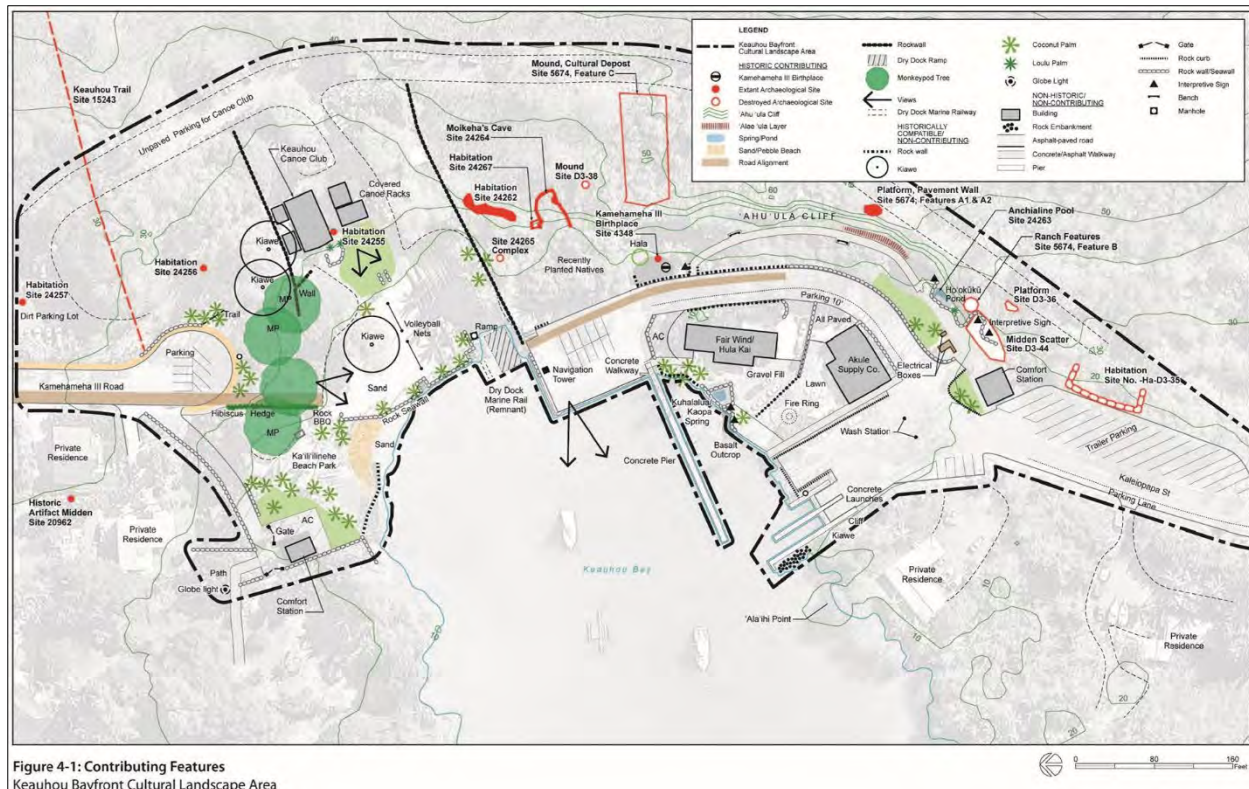 LEGEND
Keauhou Bayfront
Cultural Landscape Area
HISTORIC CONTRIBUTING
Kamehameha III Birthplace
Extant Archaeological Site
Destroyed Archaeological Site
'Ahu 'ula Cliff
'Alae 'ula Layer
Spring/Pond
Sand/Pebble Beach
Road Alignment
Rockwall
Dry Dock Ramp
Monkeypod Tree
Views
Dry Dock Marine Railway
HISTORICALLY
COMPATIBLE/
NON-CONTRIBUTING
Rock wall
Kiawe
Coconut Palm
Loulu Palm
Globe Light
NON-HISTORIC/
NON-CONTRIBUTING
Building
Rock Embankment
Asphalt-paved road
Concrete/Asphalt Walkway
Pier
Gate
Rock curb
Rock wall/Seawall
Interpretive Sign
Bench
Manhole
Keauhou Trail
Site 15243
Unpaved Parking for Canoe Club
Keauhou
Canoe Club
Covered
Canoe Racks
Mound, Cultural Depost
Site 5674, Feature C
Moikeha's Cave
Site 24264
Habitation
Site 24267
Mound
Site D3-38
Habitation
Site 24262
Kamehameha III
Birthplace
Site 4348
Platform, Pavement Wall
Site 5674; Features A1 & A2
'AHU 'ULA CLIFF
Anchialine Pool
Site 24263
Ranch Features
Site 5674, Feature B
Habitation
Site 24255
Site 24265
Complex
Hala
Recently
Planted Natives
Habitation
Site 24256
Kiawe
Kiawe
Kiawe
Habitation
Site 24257
Dirt Parking Lot
Trail
MP
Wall
MP
MP
MP
Parking
Kamehameha III Road
Volleyball
Nets
Ramp
Navigation
Tower
Dry Dock
Marine Rail
(Remnant)
Sand
Rock Seawall
Concrete
Walkway
AC
Parking 10'
All Paved
Fair Wind/
Hula Kai
Gravel Fill
Akule
Supply Co.
Lawn
Fire Ring
Kuhalalua
Kaopa
Spring
Basalt
Outcrop
Wash Station
Electrical
Boxes
Ho'okūkū
Pond
Platform
Site D3-36
Interpretive Sign
Midden Scatter
Site D3-44
Comfort
Station
Habitation
Site No. -Ha-D3-35
Trailer Parking
Kaleiopapa St
Parking Lane
Hibiscus
Hedge
Rock
BBQ
Sand
Ka'ili'ilinehe
Beach Park
Private
Residence
Historic
Artifact Midden
Site 20962
Private
Residence
Gate
AC
Path
Globe light
Comfort
Station
Concrete Pier
Concrete
Launches
Cliff
Kiawe
Keauhou Bay
'Ala'ihi Point
Private
Residence
Private
Residence
50
50
60
50
40
30
20
10
10
20
20
0 80 160
Feet
Figure 4-1: Contributing Features
Keauhou Bayfront Cultural Landscape Area